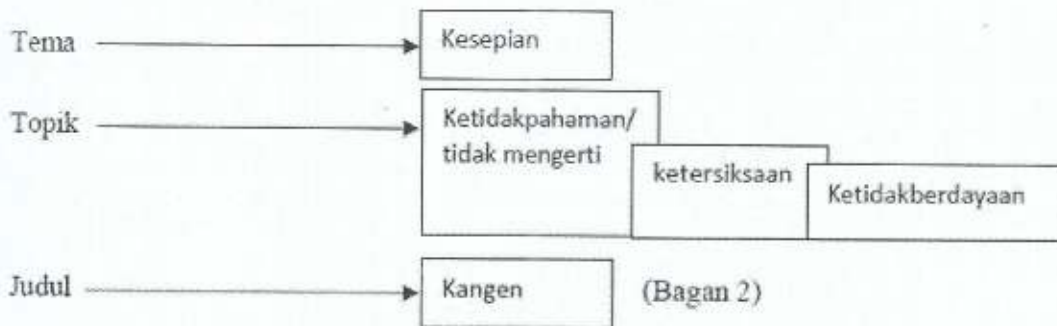 Tema Kesepian
Topik Ketidakpahaman/
tidak mengerti
ketersiksaan
Ketidakberdayaan
Judul Kangen (Bagan 2)